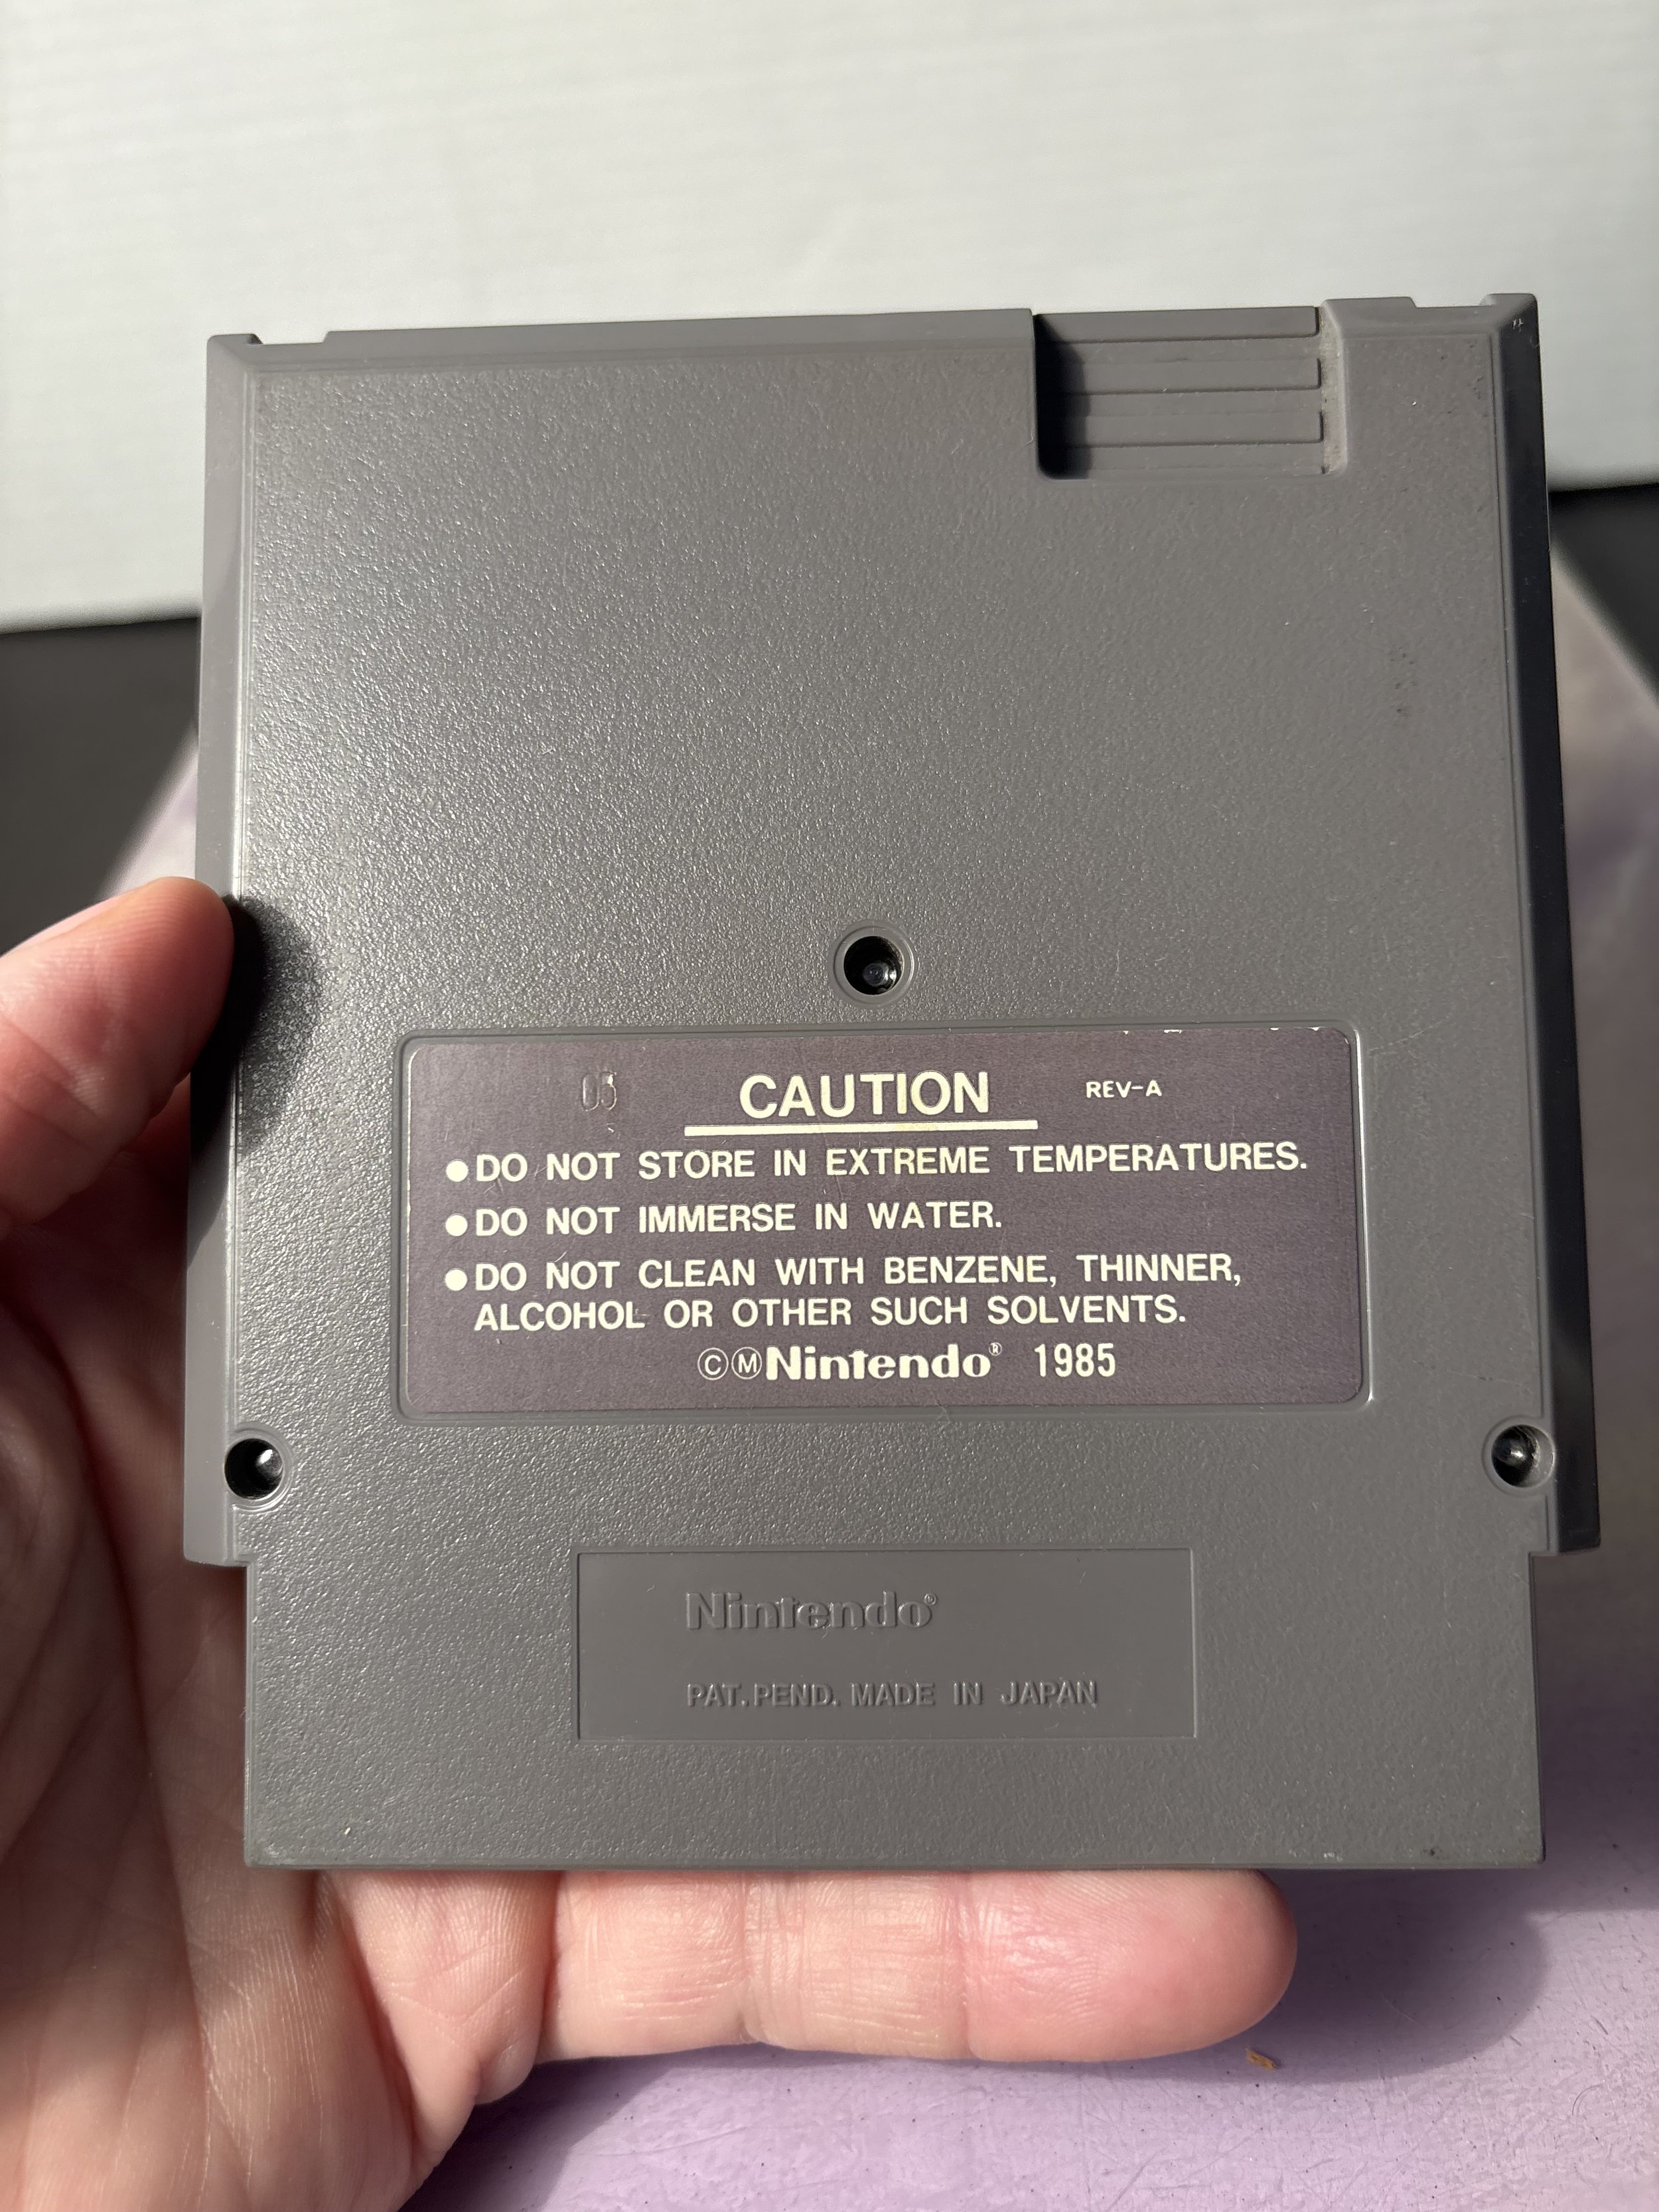 03 CAUTION REV-A
●DO NOT STORE IN EXTREME TEMPERATURES.
●DO NOT IMMERSE IN WATER.
●DO NOT CLEAN WITH BENZENE, THINNER,
ALCOHOL OR OTHER SUCH SOLVENTS.
©ⓂNintendo® 1985
Nintendo®
PAT.PEND. MADE IN JAPAN